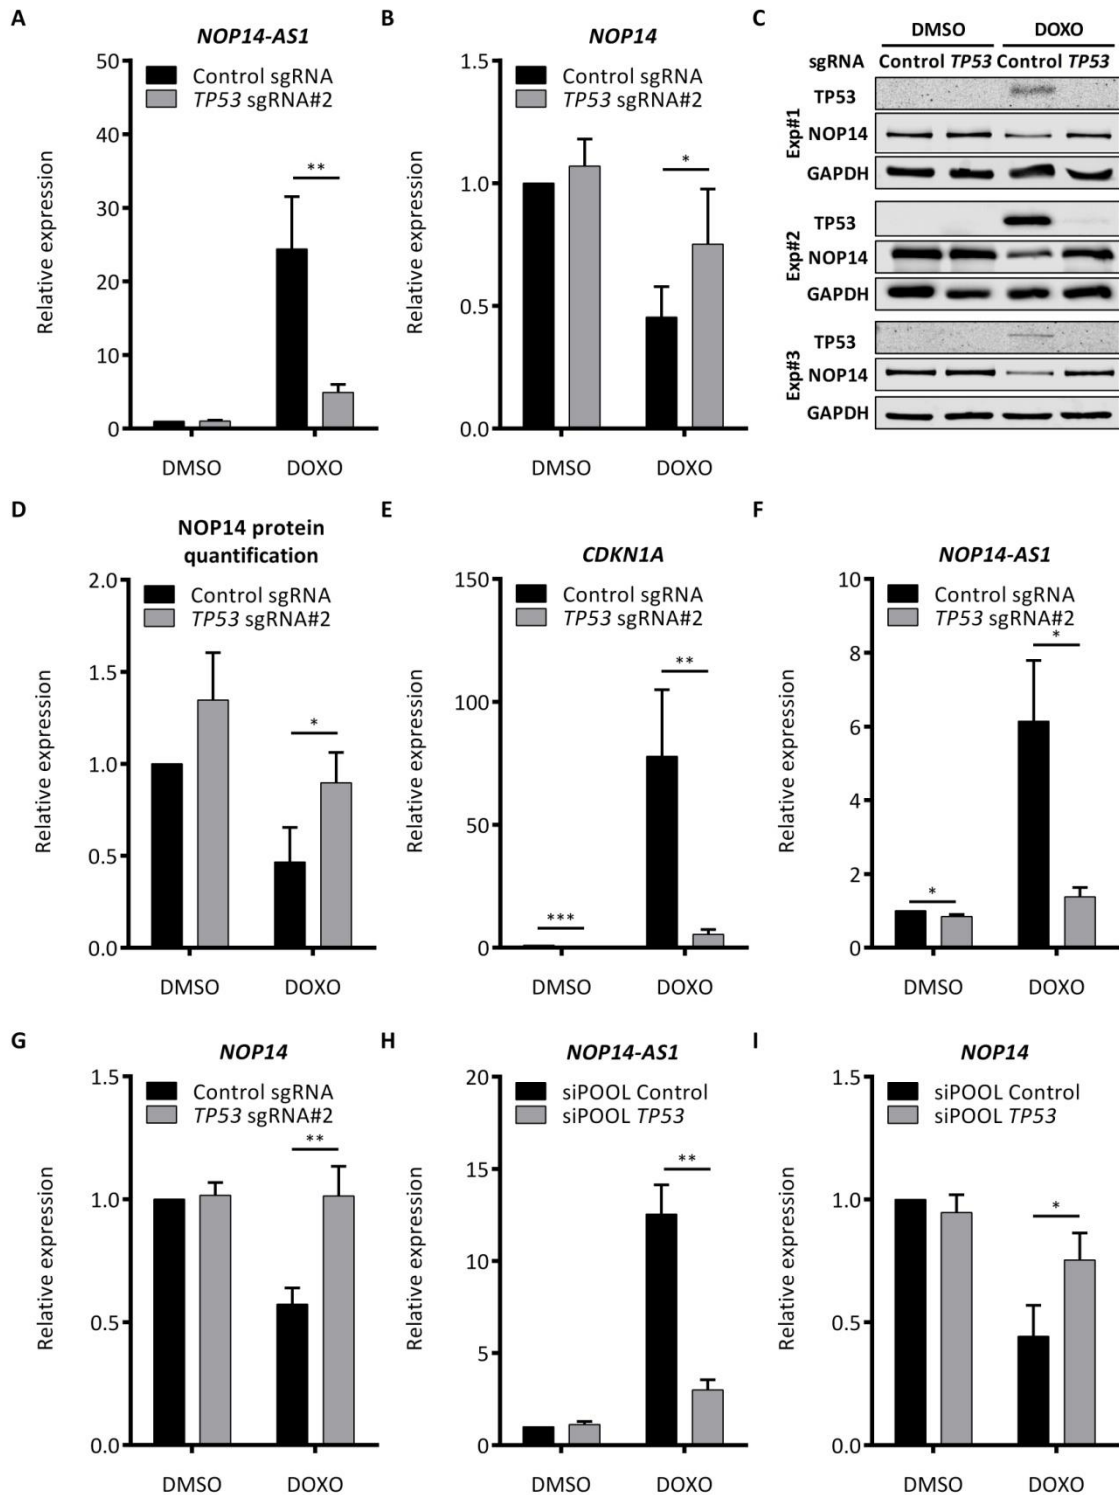 A
NOP14-AS1
Control sgRNA
TP53 sgRNA#2
Relative expression
50
40
30
20
10
0
**
DMSO
DOXO
B
NOP14
Control sgRNA
TP53 sgRNA#2
Relative expression
1.5
1.0
0.5
0.0
*
DMSO
DOXO
C
DMSO DOXO
sgRNA Control TP53 Control TP53
Exp#1
TP53
NOP14
GAPDH
Exp#2
TP53
NOP14
GAPDH
Exp#3
TP53
NOP14
GAPDH
D
NOP14 protein
quantification
Control sgRNA
TP53 sgRNA#2
Relative expression
2.0
1.5
1.0
0.5
0.0
*
DMSO
DOXO
E
CDKN1A
Control sgRNA
TP53 sgRNA#2
Relative expression
150
100
50
0
***
**
DMSO
DOXO
F
NOP14-AS1
Control sgRNA
TP53 sgRNA#2
Relative expression
10
8
6
4
2
0
*
*
DMSO
DOXO
G
NOP14
Control sgRNA
TP53 sgRNA#2
Relative expression
1.5
1.0
0.5
0.0
**
DMSO
DOXO
H
NOP14-AS1
siPOOL Control
siPOOL TP53
Relative expression
20
15
10
5
0
**
DMSO
DOXO
I
NOP14
siPOOL Control
siPOOL TP53
Relative expression
1.5
1.0
0.5
0.0
*
DMSO
DOXO